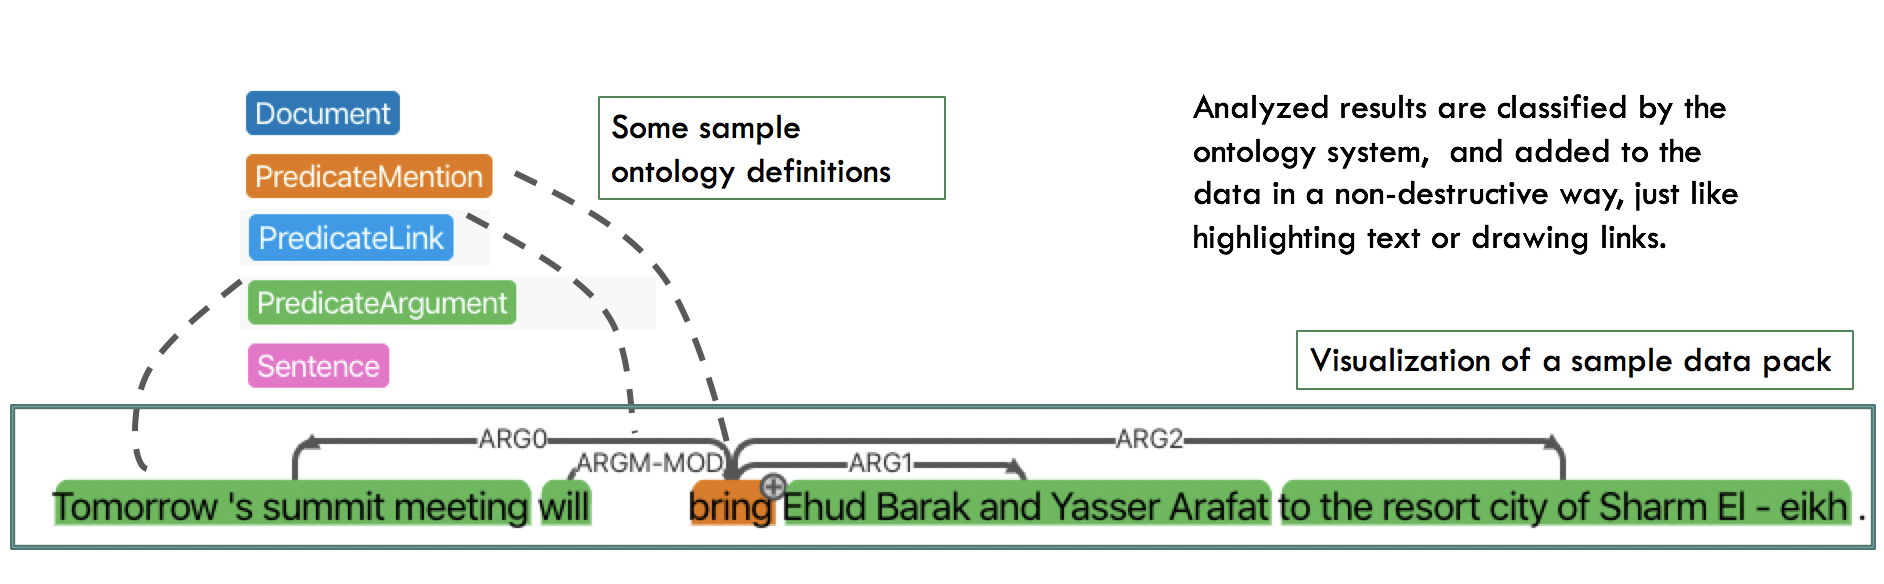 Document
PredicateMention
PredicateLink
PredicateArgument
Sentence
Some sample
ontology definitions
Analyzed results are classified by the
ontology system, and added to the
data in a non-destructive way, just like
highlighting text or drawing links.
Visualization of a sample data pack
ARG0
ARG2
ARGM-MOD
ARG1
Tomorrow 's summit meeting will bring Ehud Barak and Yasser Arafat to the resort city of Sharm El - eikh .